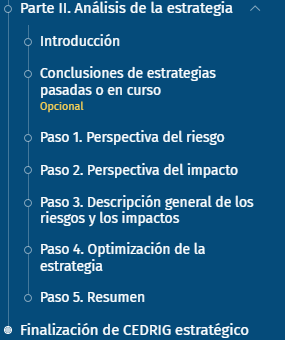 Parte II. Análisis de la estrategia
Introducción
Conclusiones de estrategias
pasadas o en curso
Opcional
Paso 1. Perspectiva del riesgo
Paso 2. Perspectiva del impacto
Paso 3. Descripción general de los
riesgos y los impactos
Paso 4. Optimización de la
estrategia
Paso 5. Resumen
Finalización de CEDRIG estratégico